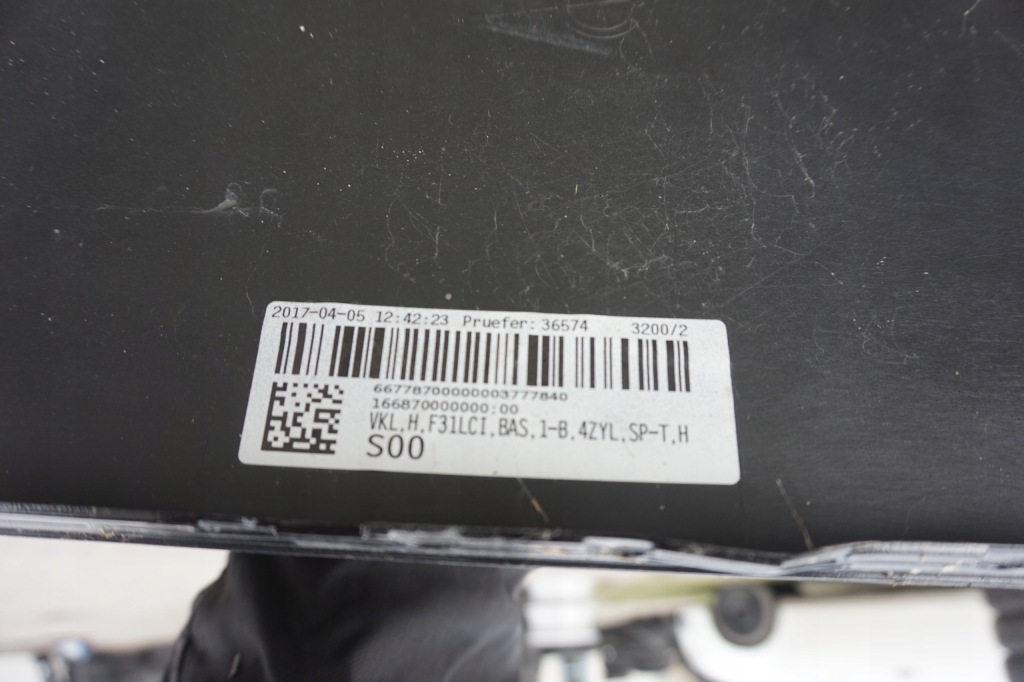 2017-04-05 12:42:23 Pruefer: 36574 3200/2
66778700000003777840
166870000000:00
VKL,H,F31LCI,BAS,1-B,4ZYL,SP-T,H
S00